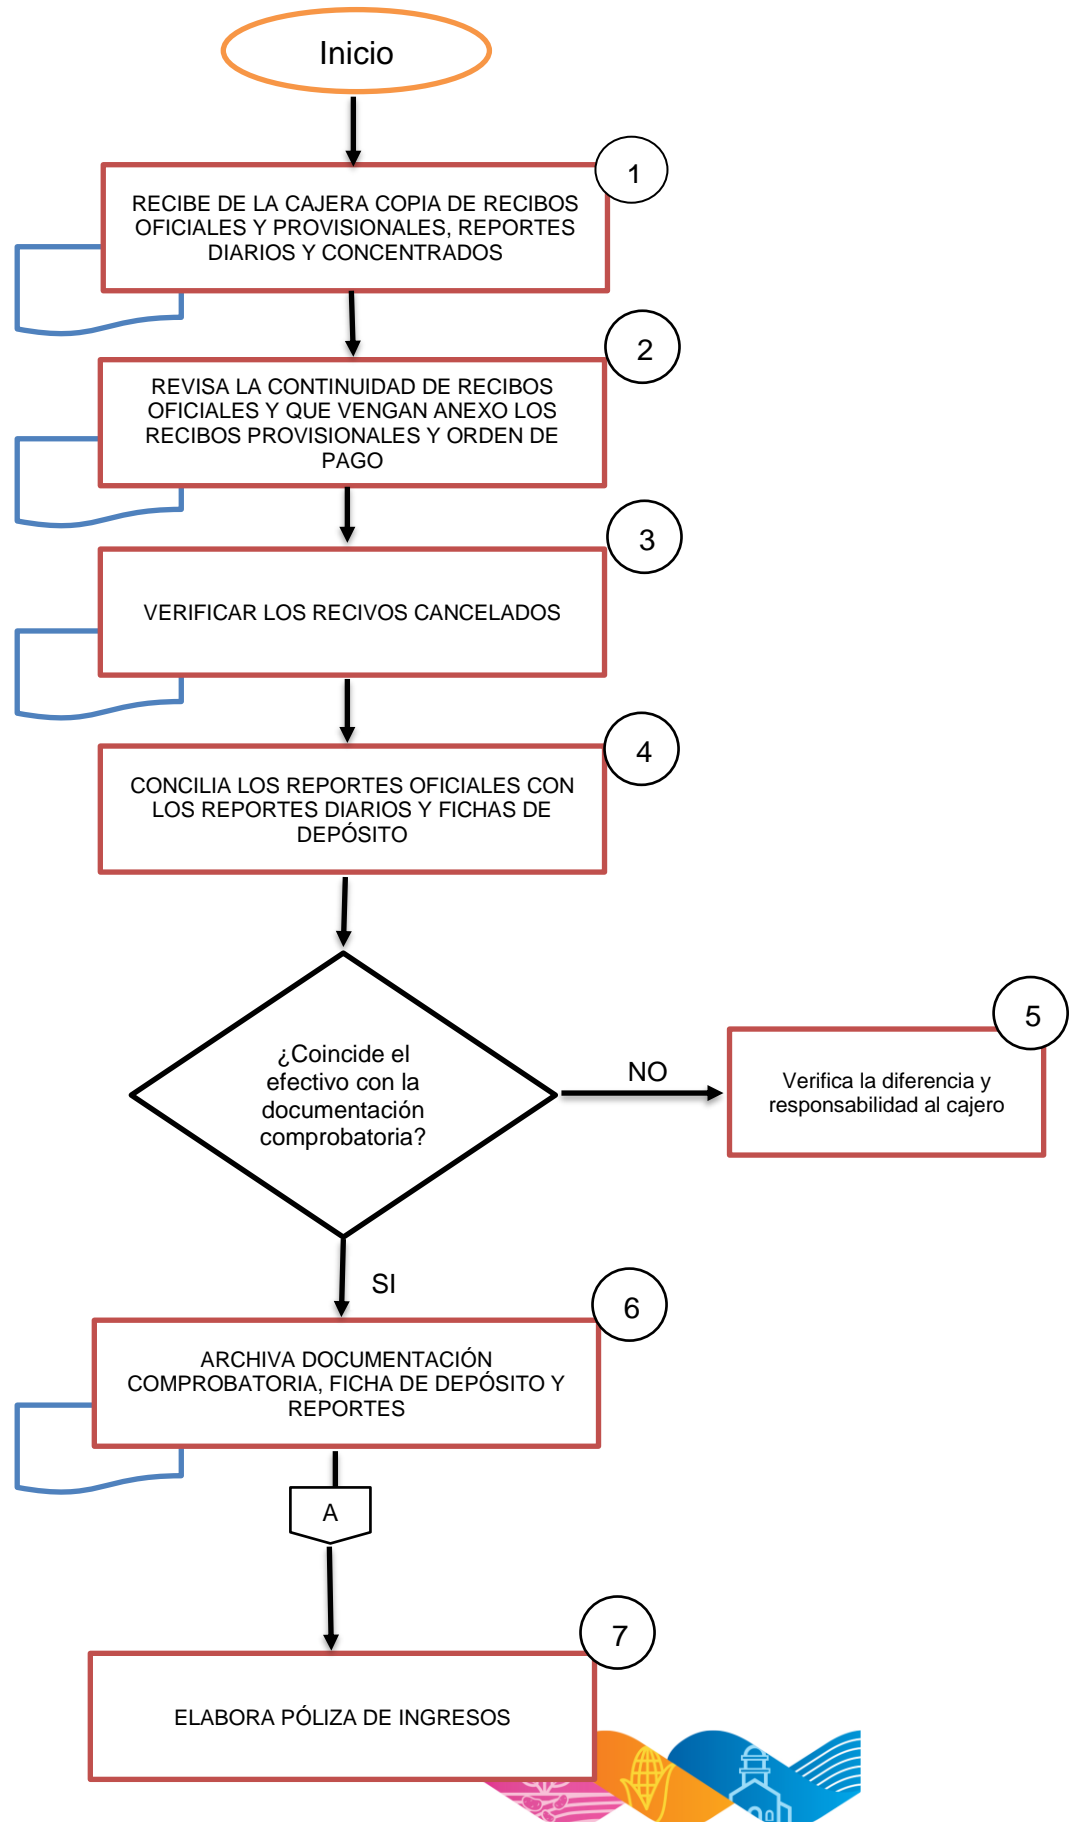 Inicio
1
RECIBE DE LA CAJERA COPIA DE RECIBOS
OFICIALES Y PROVISIONALES, REPORTES
DIARIOS Y CONCENTRADOS
2
REVISA LA CONTINUIDAD DE RECIBOS
OFICIALES Y QUE VENGAN ANEXO LOS
RECIBOS PROVISIONALES Y ORDEN DE
PAGO
3
VERIFICAR LOS RECIVOS CANCELADOS
4
CONCILIA LOS REPORTES OFICIALES CON
LOS REPORTES DIARIOS Y FICHAS DE
DEPÓSITO
¿Coincide el
efectivo con la
documentación
comprobatoria?
NO
5
Verifica la diferencia y
responsabilidad al cajero
SI
6
ARCHIVA DOCUMENTACIÓN
COMPROBATORIA, FICHA DE DEPÓSITO Y
REPORTES
A
7
ELABORA PÓLIZA DE INGRESOS